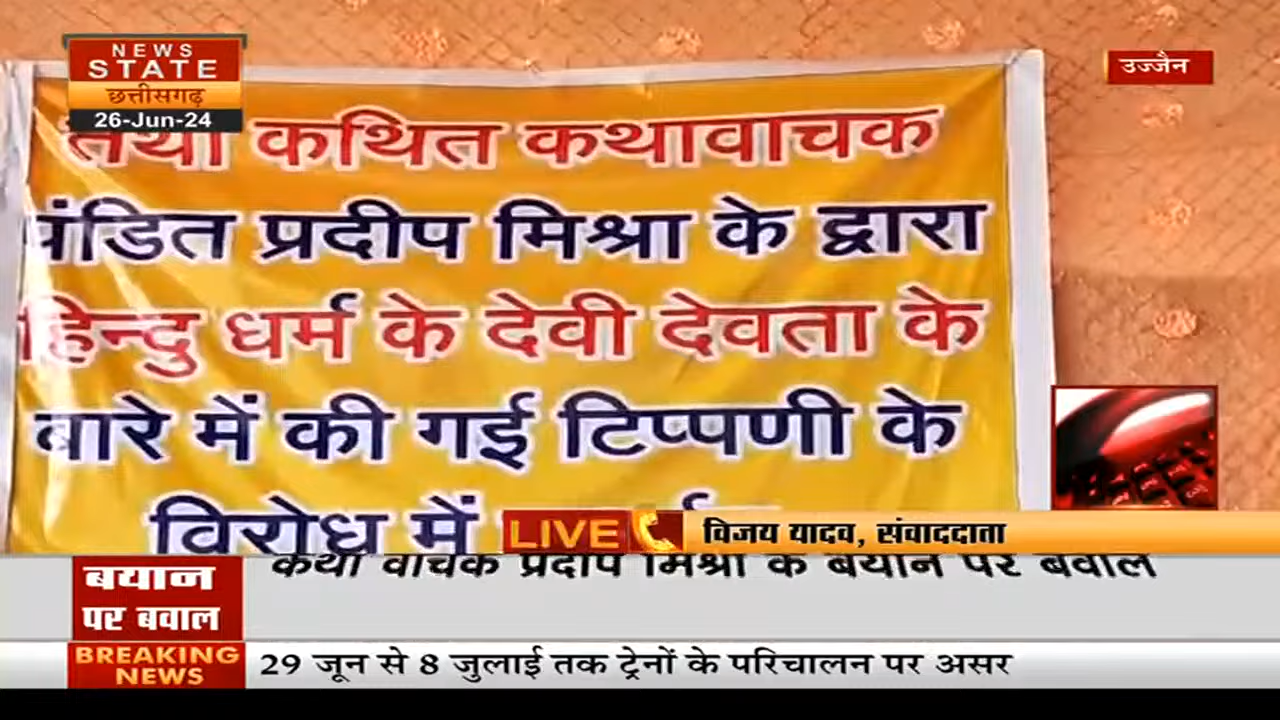 NEWS
STATE
छत्तीसगढ़
26-Jun-24
उज्जैन
तथा कथित कथावाचक
पंडित प्रदीप मिश्रा के द्वारा
हिन्दु धर्म के देवी देवता के
बारे में की गई टिप्पणी के
विरोध में
LIVE
विजय यादव, संवाददाता
बयान
पर बवाल
कथा वाचक प्रदीप मिश्रा के बयान पर बवाल
BREAKING
NEWS
29 जून से 8 जुलाई तक ट्रेनों के परिचालन पर असर